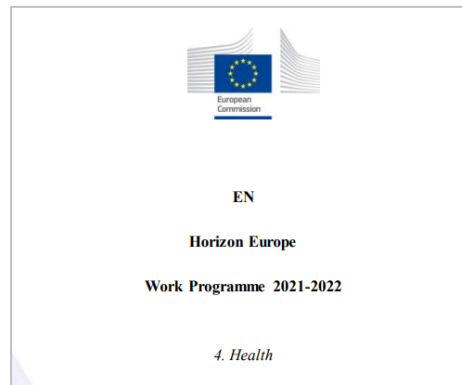 European
Commission
EN
Horizon Europe
Work Programme 2021-2022
4. Health